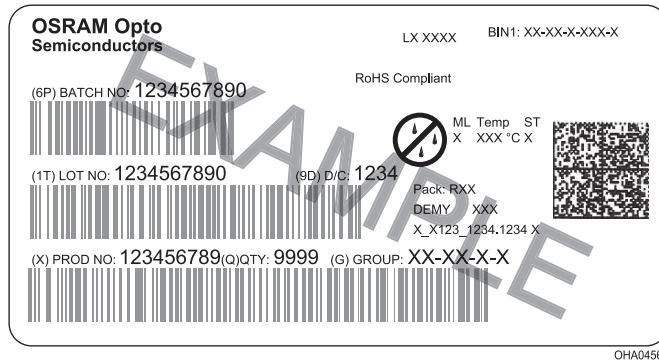 OSRAM Opto
Semiconductors
LX XXXX
BIN1: XX-XX-X-XXX-X
RoHS Compliant
(6P) BATCH NO: 1234567890
ML Temp ST
X XXX °C X
(1T) LOT NO: 1234567890 (9D) D/C: 1234
Pack: RXX
DEMY XXX
X_X123_1234.1234 X
(X) PROD NO: 123456789(Q)QTY: 9999 (G) GROUP: XX-XX-X-X
EXAMPLE